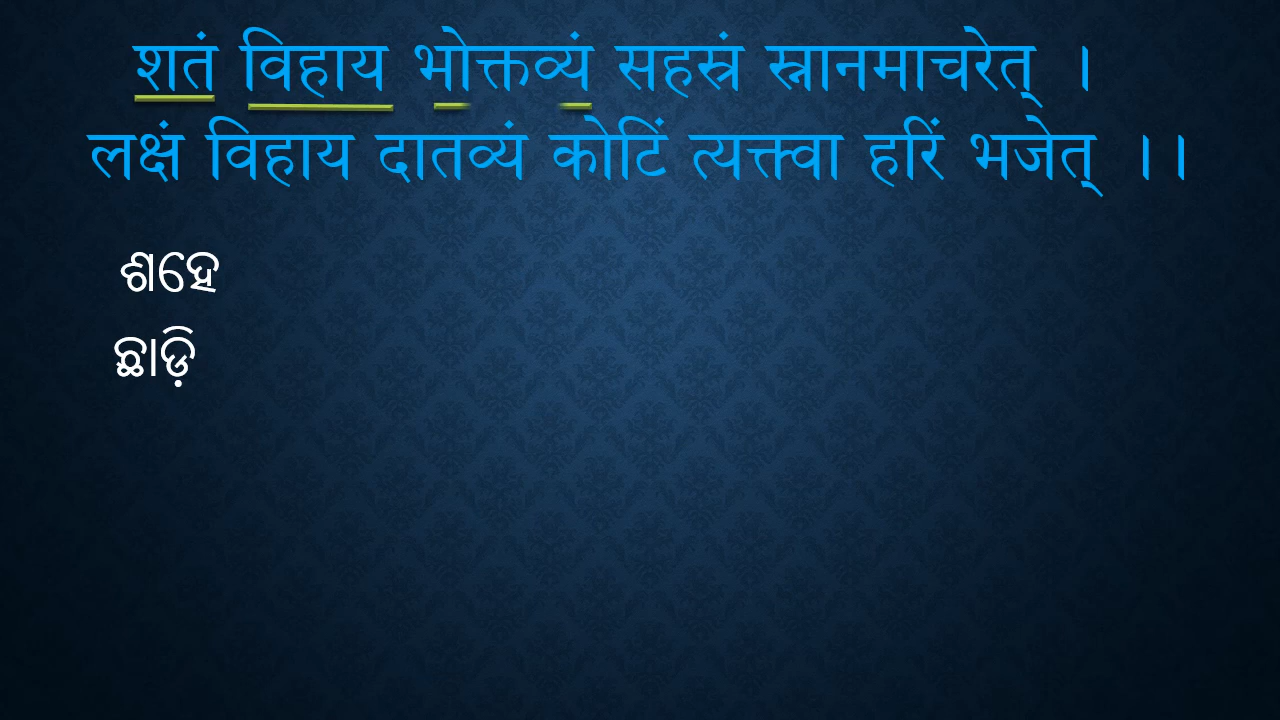 शतं विहाय भोक्तव्यं सहस्रं स्नानमाचरेत् ।
लक्षं विहाय दातव्यं कोटिं त्यक्त्वा हरिं भजेत् ।।
ଶହେ
ଛାଡ଼ି